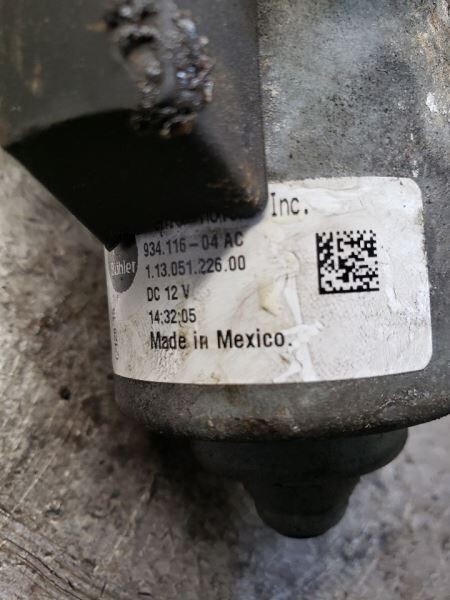 Inc.
934.116-04 AC
Bühler
1.13.051.226.00
DC 12 V
14:32:05
Made in Mexico.